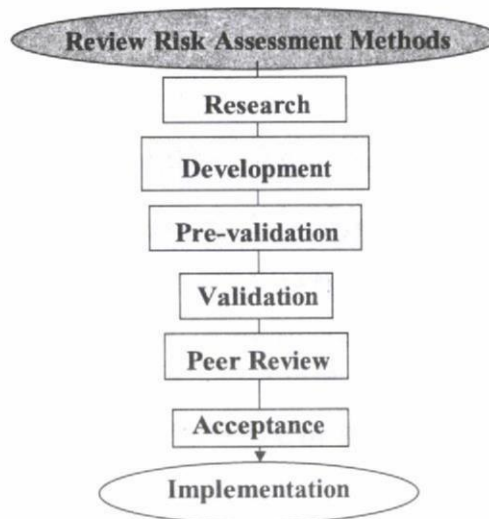 Review Risk Assessment Methods
Research
Development
Pre-validation
Validation
Peer Review
Acceptance
Implementation